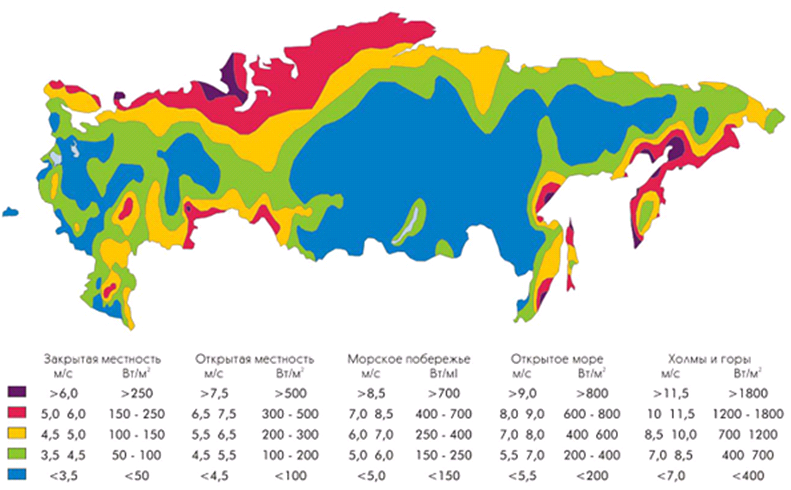 Закрытая местность Открытая местность Морское побережье Открытое море Холмы и горы
м/с Вт/м² м/с Вт/м² м/с Вт/мl м/с Вт/м² м/с Вт/м²
>6,0 >250 >7,5 >500 >8,5 >700 >9,0 >800 >11,5 >1800
5,0 6,0 150 - 250 6,5 7,5 300 - 500 7,0 8,5 400 - 700 8,0 9,0 600 - 800 10 11,5 1200 - 1800
4,5 5,0 100 - 150 5,5 6,5 200 - 300 6,0 7,0 250 - 400 7,0 8,0 400 600 8,5 10,0 700 1200
3,5 4,5 50 - 100 4,5 5,5 100 - 200 5,0 6,0 150 - 250 5,5 7,0 200 - 400 7,0 8,5 400 700
<3,5 <50 <4,5 <100 <5,0 <150 <5,5 <200 <7,0 <400